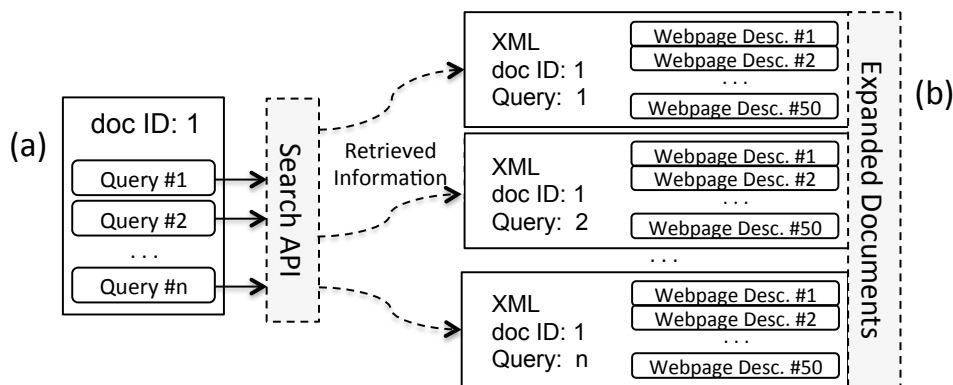 (a)
doc ID: 1
Query #1
Query #2
...
Query #n
Search API
Retrieved
Information
XML
doc ID: 1
Query: 1
Webpage Desc. #1
Webpage Desc. #2
...
Webpage Desc. #50
XML
doc ID: 1
Query: 2
Webpage Desc. #1
Webpage Desc. #2
...
Webpage Desc. #50
...
XML
doc ID: 1
Query: n
Webpage Desc. #1
Webpage Desc. #2
...
Webpage Desc. #50
Expanded Documents
(b)